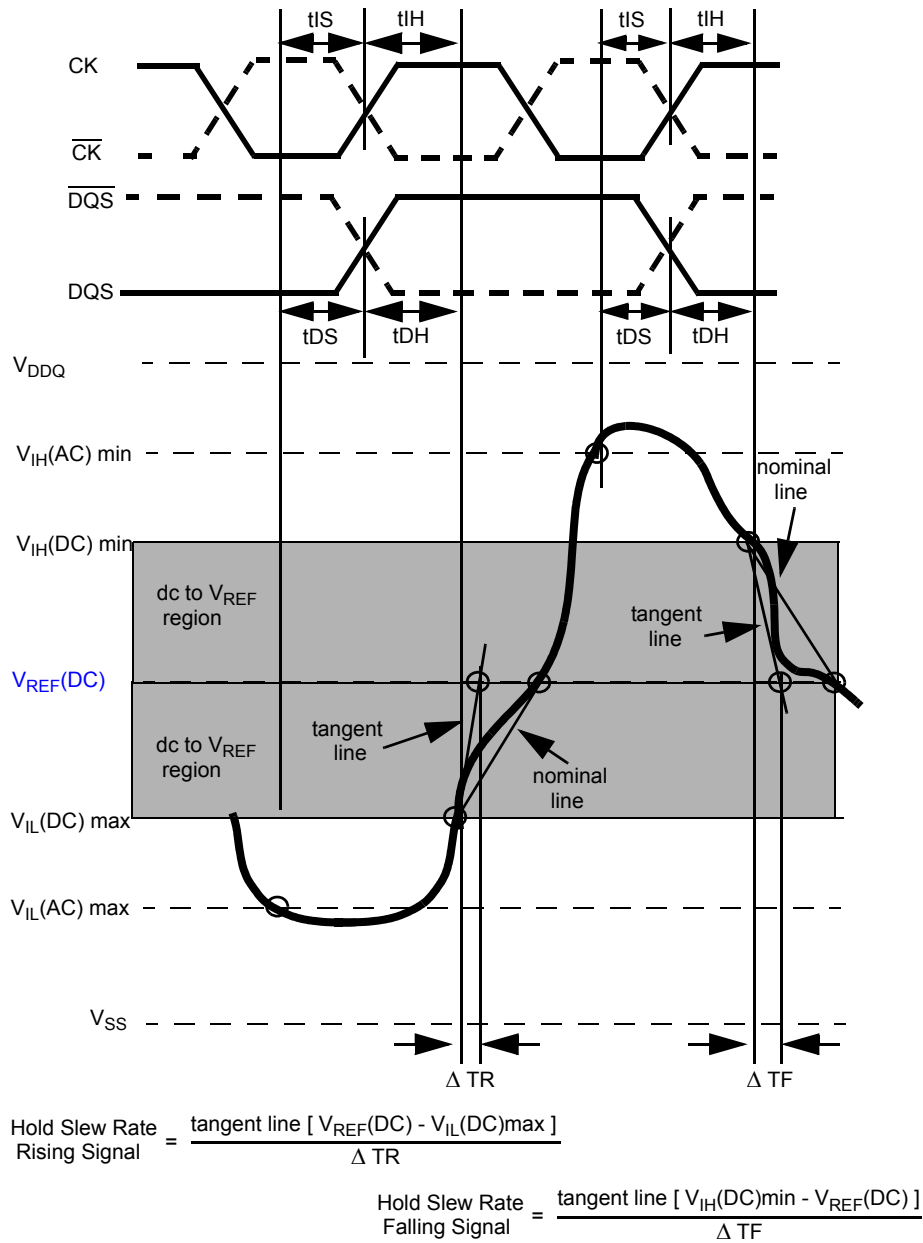 tIS tIH tIS tIH
CK
CK
DQS
DQS
tDS tDH tDS tDH
VDDQ
VIH(AC) min
nominal
line
VIH(DC) min
dc to VREF
region
tangent
line
VREF(DC)
tangent
line
dc to VREF
region
nominal
line
VIL(DC) max
VIL(AC) max
VSS
Δ TR Δ TF
Hold Slew Rate
Rising Signal = tangent line [ VREF(DC) - VIL(DC)max ]
Δ TR
Hold Slew Rate
Falling Signal = tangent line [ VIH(DC)min - VREF(DC) ]
Δ TF